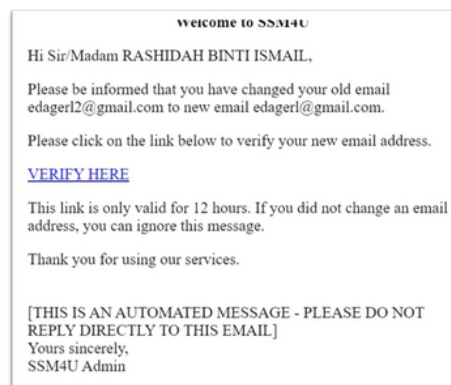 Welcome to SSM4U
Hi Sir/Madam RASHIDAH BINTI ISMAIL,
Please be informed that you have changed your old email
edagerl2@gmail.com to new email edagerl@gmail.com.
Please click on the link below to verify your new email address.
VERIFY HERE
This link is only valid for 12 hours. If you did not change an email
address, you can ignore this message.
Thank you for using our services.
[THIS IS AN AUTOMATED MESSAGE - PLEASE DO NOT
REPLY DIRECTLY TO THIS EMAIL]
Yours sincerely,
SSM4U Admin